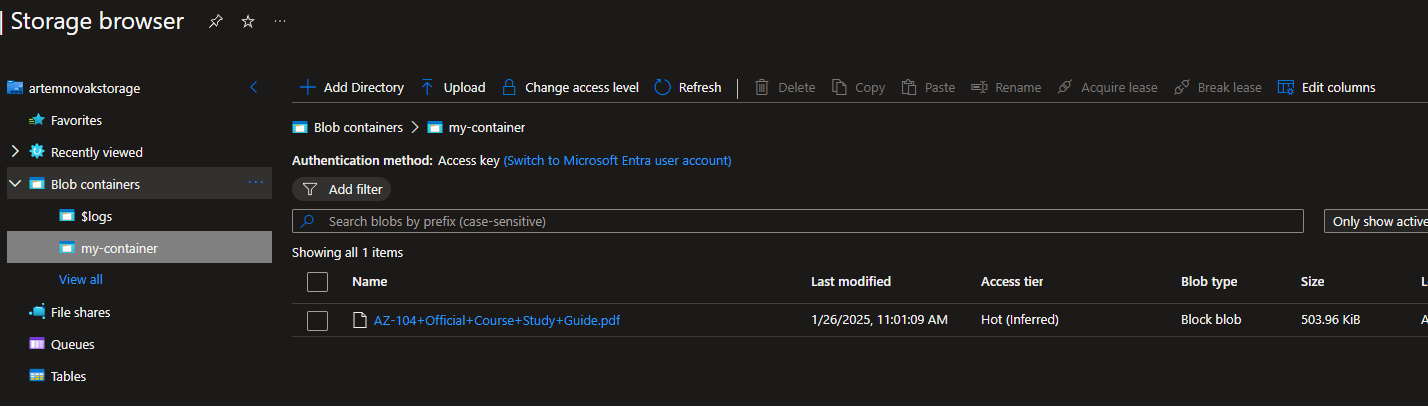 Storage browser
artemnovakstorage
Favorites
Recently viewed
Blob containers
$logs
my-container
View all
File shares
Queues
Tables
Add Directory Upload Change access level Refresh Delete Copy Paste Rename Acquire lease Break lease Edit columns
Blob containers > my-container
Authentication method: Access key (Switch to Microsoft Entra user account)
Add filter
Search blobs by prefix (case-sensitive) Only show active
Showing all 1 items
Name Last modified Access tier Blob type Size
AZ-104+Official+Course+Study+Guide.pdf 1/26/2025, 11:01:09 AM Hot (Inferred) Block blob 503.96 KiB